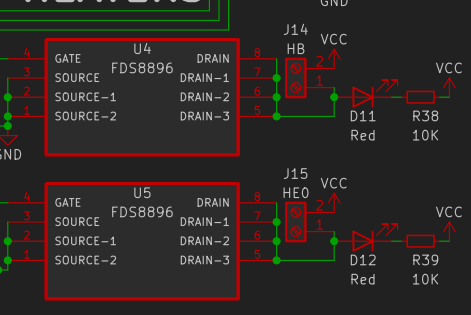 GND
J14
HB
VCC
2
1
U4
FDS8896
4 GATE DRAIN 8
3 SOURCE DRAIN-1 7
2 SOURCE-1 DRAIN-2 6
1 SOURCE-2 DRAIN-3 5
VCC
D11
Red
R38
10K
GND
J15
HE0
VCC
2
1
U5
FDS8896
4 GATE DRAIN 8
3 SOURCE DRAIN-1 7
2 SOURCE-1 DRAIN-2 6
1 SOURCE-2 DRAIN-3 5
VCC
D12
Red
R39
10K